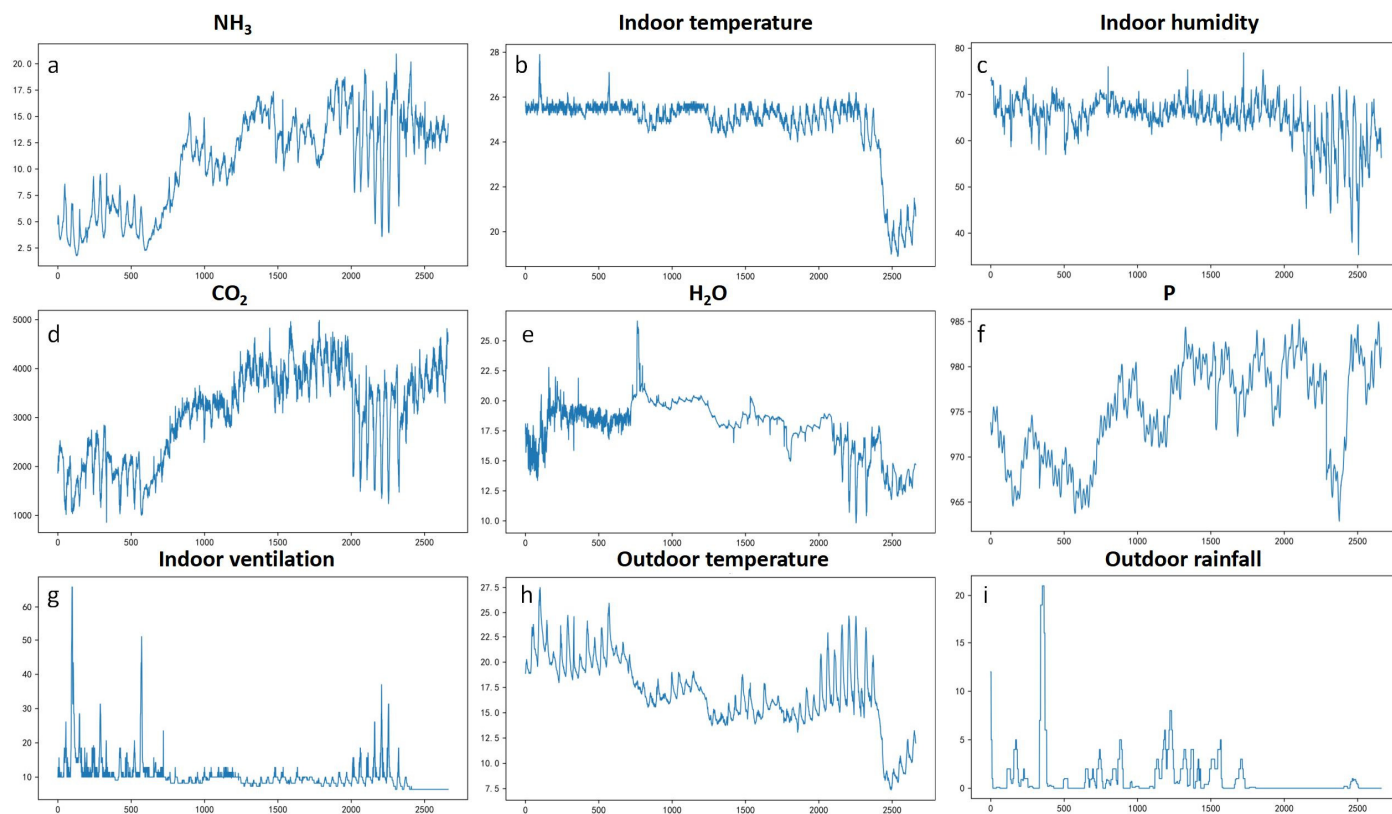 NH₃
Indoor temperature
Indoor humidity
a
20. 0
17. 5
15. 0
12. 5
10. 0
7. 5
5. 0
2. 5
0 500 1000 1500 2000 2500
b
28
26
24
22
20
0 500 1000 1500 2000 2500
c
80
70
60
50
40
0 500 1000 1500 2000 2500
CO₂
H₂O
P
d
5000
4000
3000
2000
1000
0 500 1000 1500 2000 2500
e
25. 0
22. 5
20. 0
17. 5
15. 0
12. 5
10. 0
0 500 1000 1500 2000 2500
f
985
980
975
970
965
0 500 1000 1500 2000 2500
Indoor ventilation
Outdoor temperature
Outdoor rainfall
g
60
50
40
30
20
10
0 500 1000 1500 2000 2500
h
27. 5
25. 0
22. 5
20. 0
17. 5
15. 0
12. 5
10. 0
7. 5
0 500 1000 1500 2000 2500
i
20
15
10
5
0
0 500 1000 1500 2000 2500